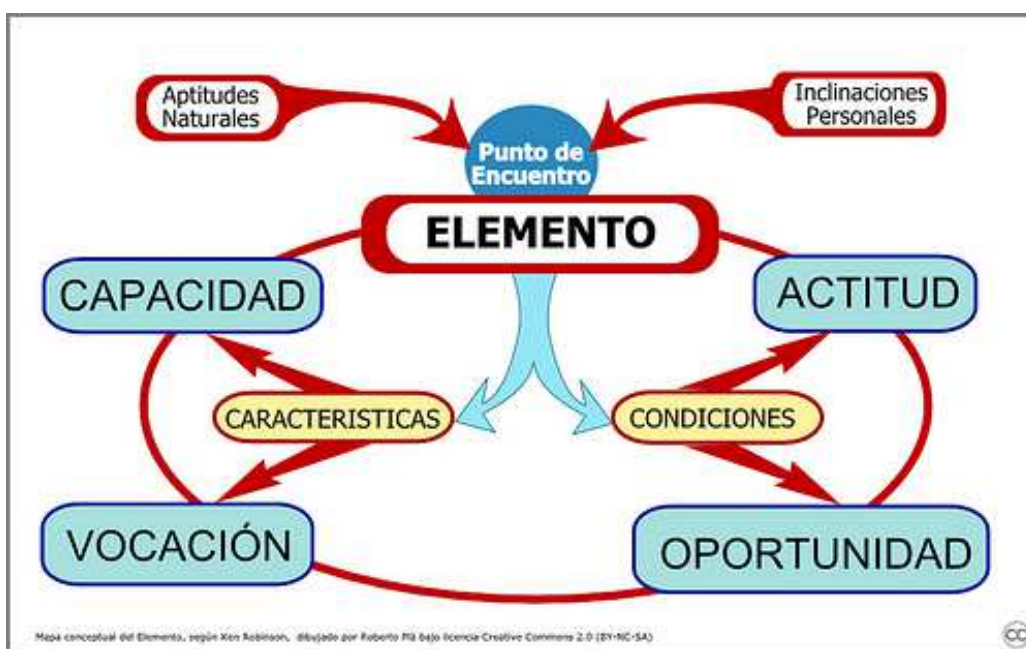 Aptitudes
Naturales
Inclinaciones
Personales
Punto de
Encuentro
ELEMENTO
CAPACIDAD
ACTITUD
CARACTERISTICAS
CONDICIONES
VOCACIÓN
OPORTUNIDAD
Mapa conceptual del Elemento, según Ken Robinson, dibujado por Roberto Plá bajo licencia Creative Commons 2.0 (BY-NC-SA)
cc